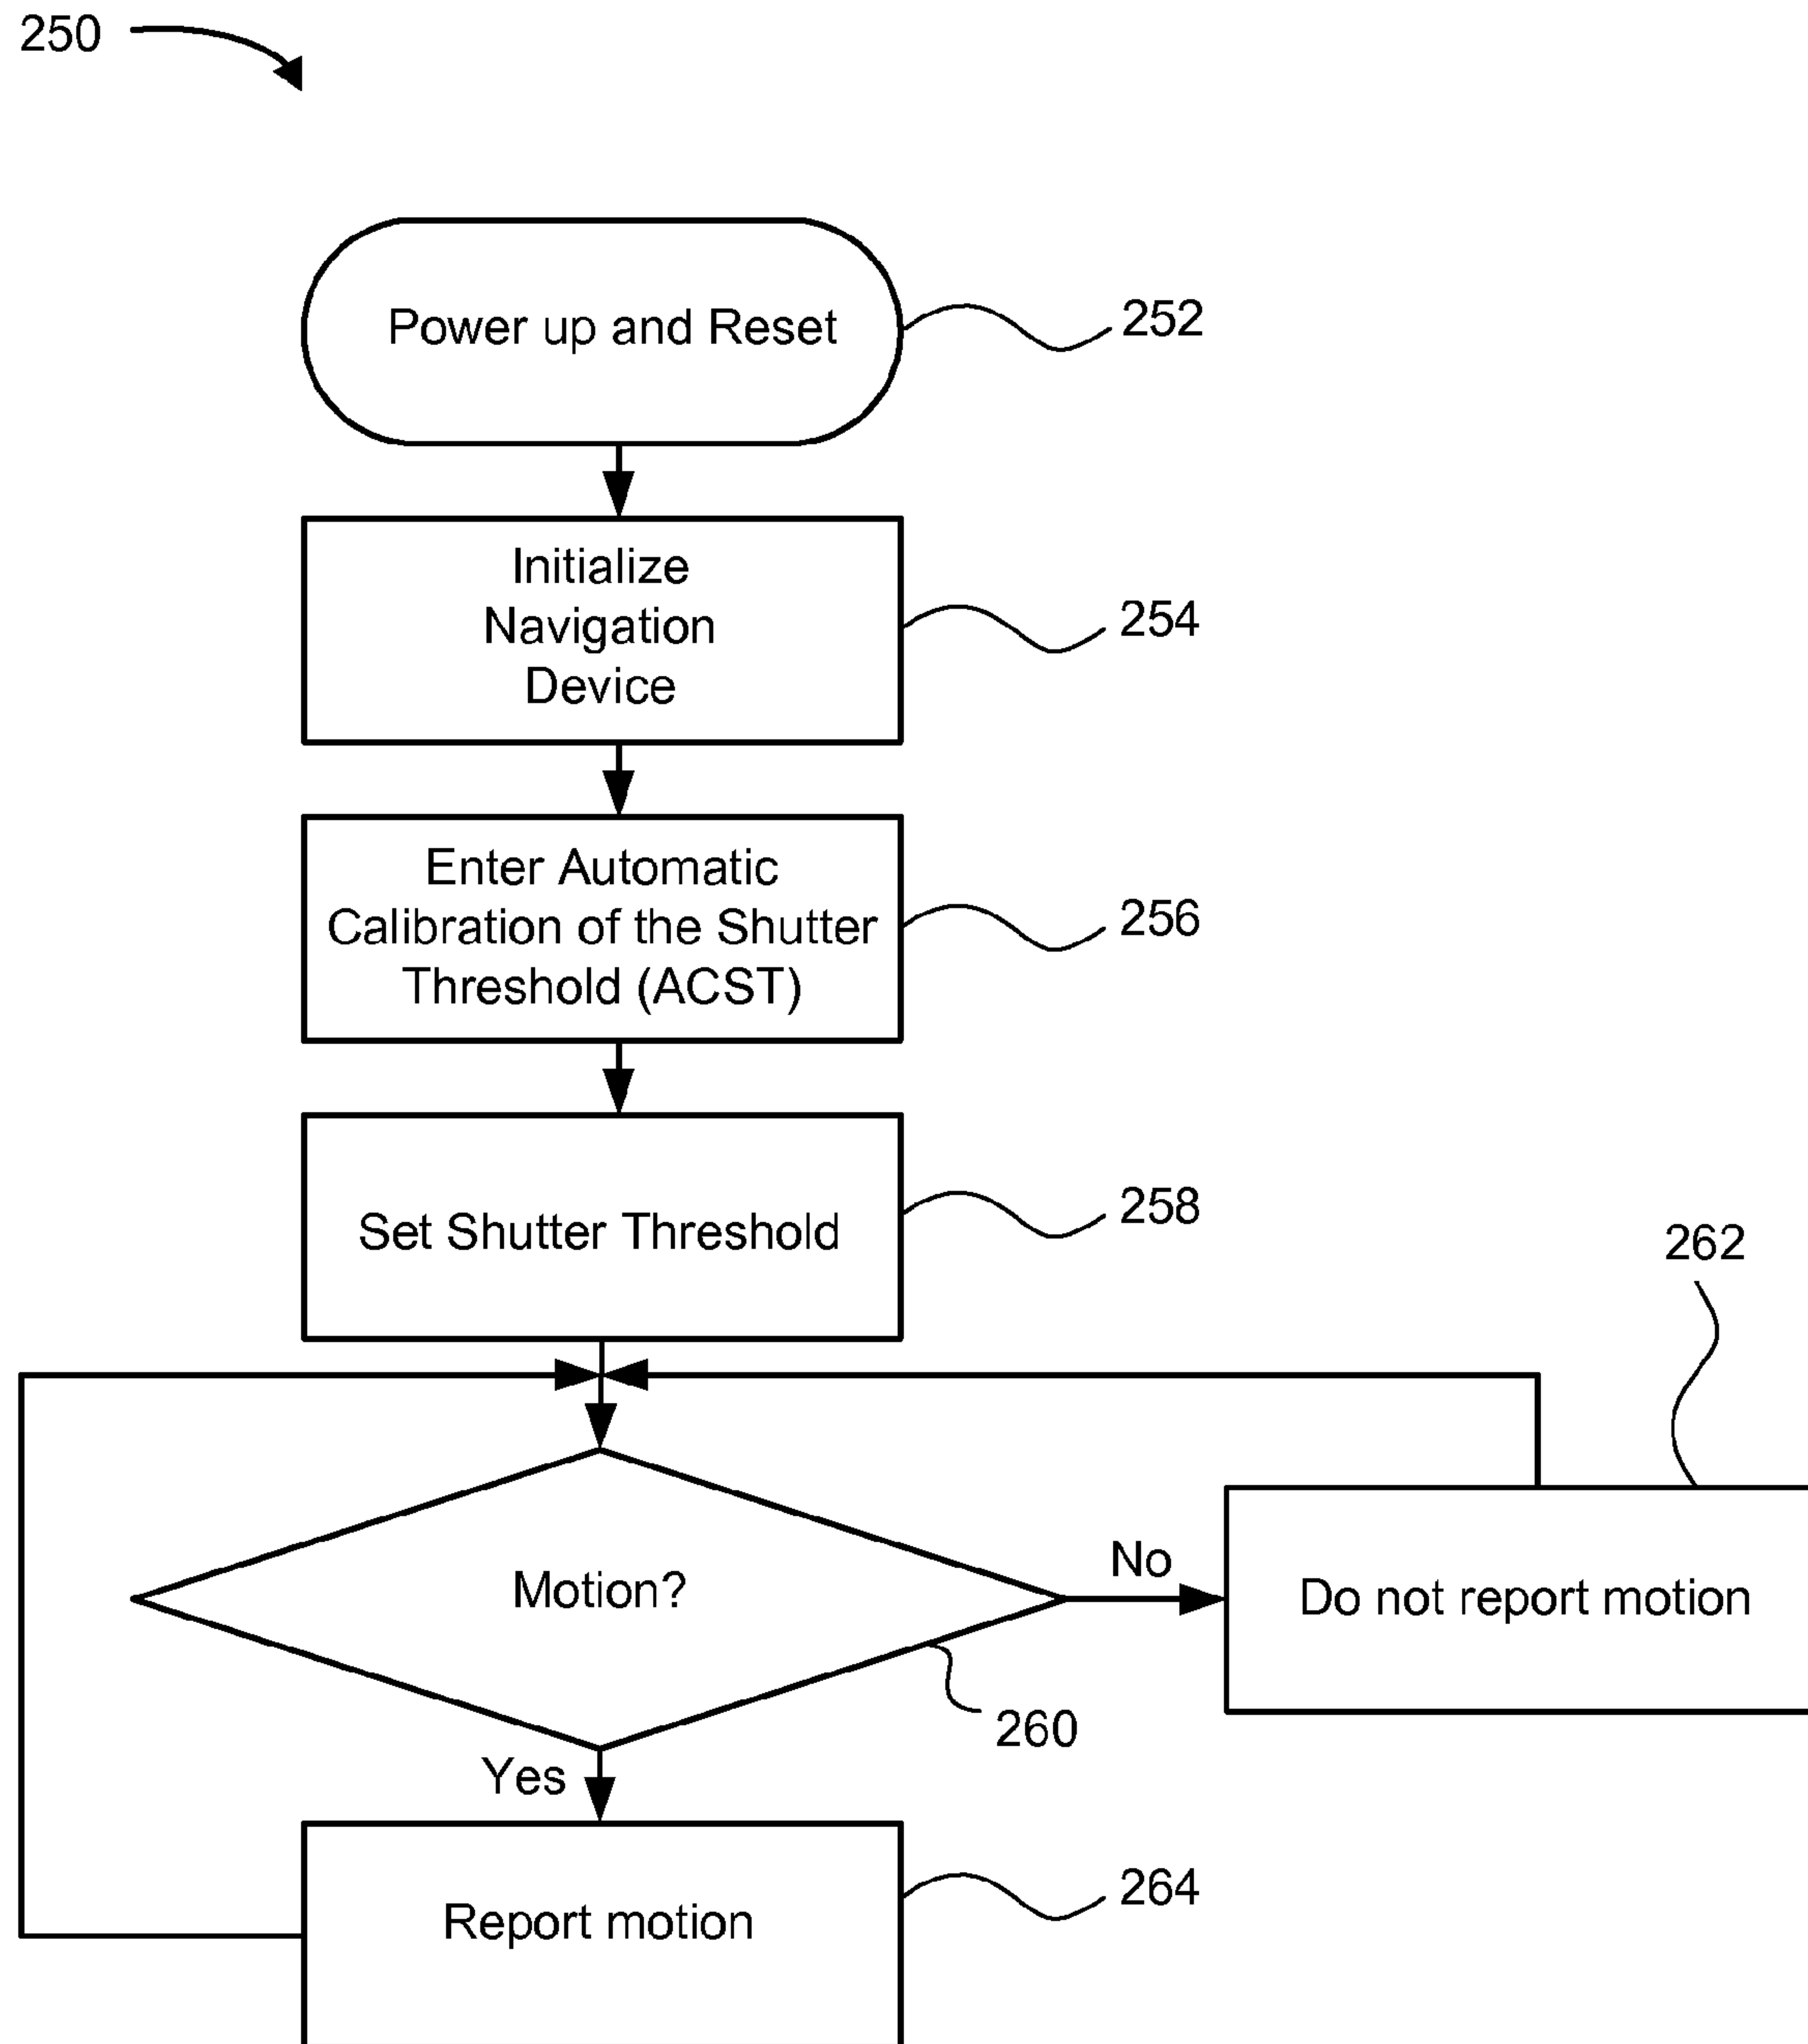 250
Power up and Reset
252
Initialize
Navigation
Device
254
Enter Automatic
Calibration of the Shutter
Threshold (ACST)
256
Set Shutter Threshold
258
262
Motion?
No
Do not report motion
260
Yes
Report motion
264